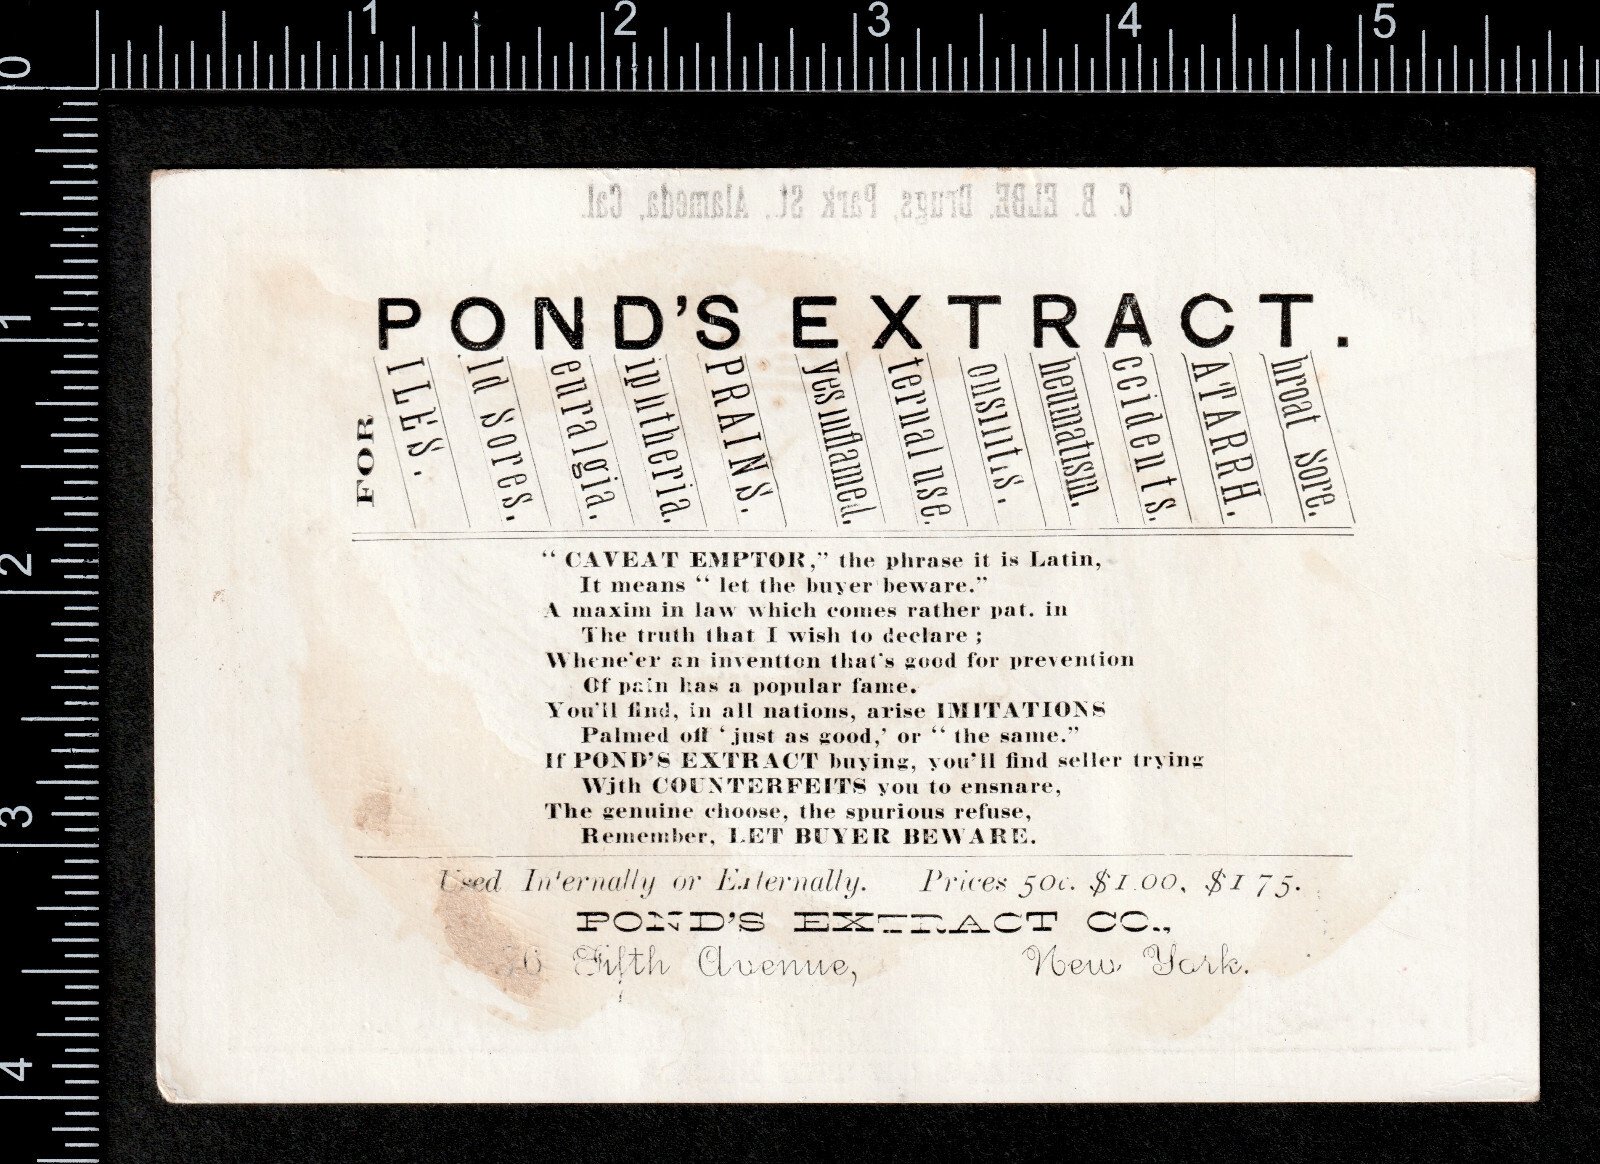 0 1 2 3 4 5
1
2
3
4
C. B. ELBE, Drugs, Park St., Alameda, Cal.
POND'S EXTRACT.
FOR
ILES.
id Sores.
euralgia.
iphtheria.
PRAINS.
yes inflamed.
ternal use.
onsilits.
heumatism.
ccidents.
ATARRH.
hroat Sore.
“ CAVEAT EMPTOR,” the phrase it is Latin,
It means “ let the buyer beware.”
A maxim in law which comes rather pat. in
The truth that I wish to declare ;
Whene'er an inventton that's good for prevention
Of pain has a popular fame.
You'll find, in all nations, arise IMITATIONS
Palmed off ‘ just as good,’ or “ the same.”
If POND'S EXTRACT buying, you'll find seller trying
Wjth COUNTERFEITS you to ensnare,
The genuine choose, the spurious refuse,
Remember, LET BUYER BEWARE.
Used Internally or Externally. Prices 50c. $1.00, $1 75.
POND'S EXTRACT CO.,
Fifth Avenue, New York.